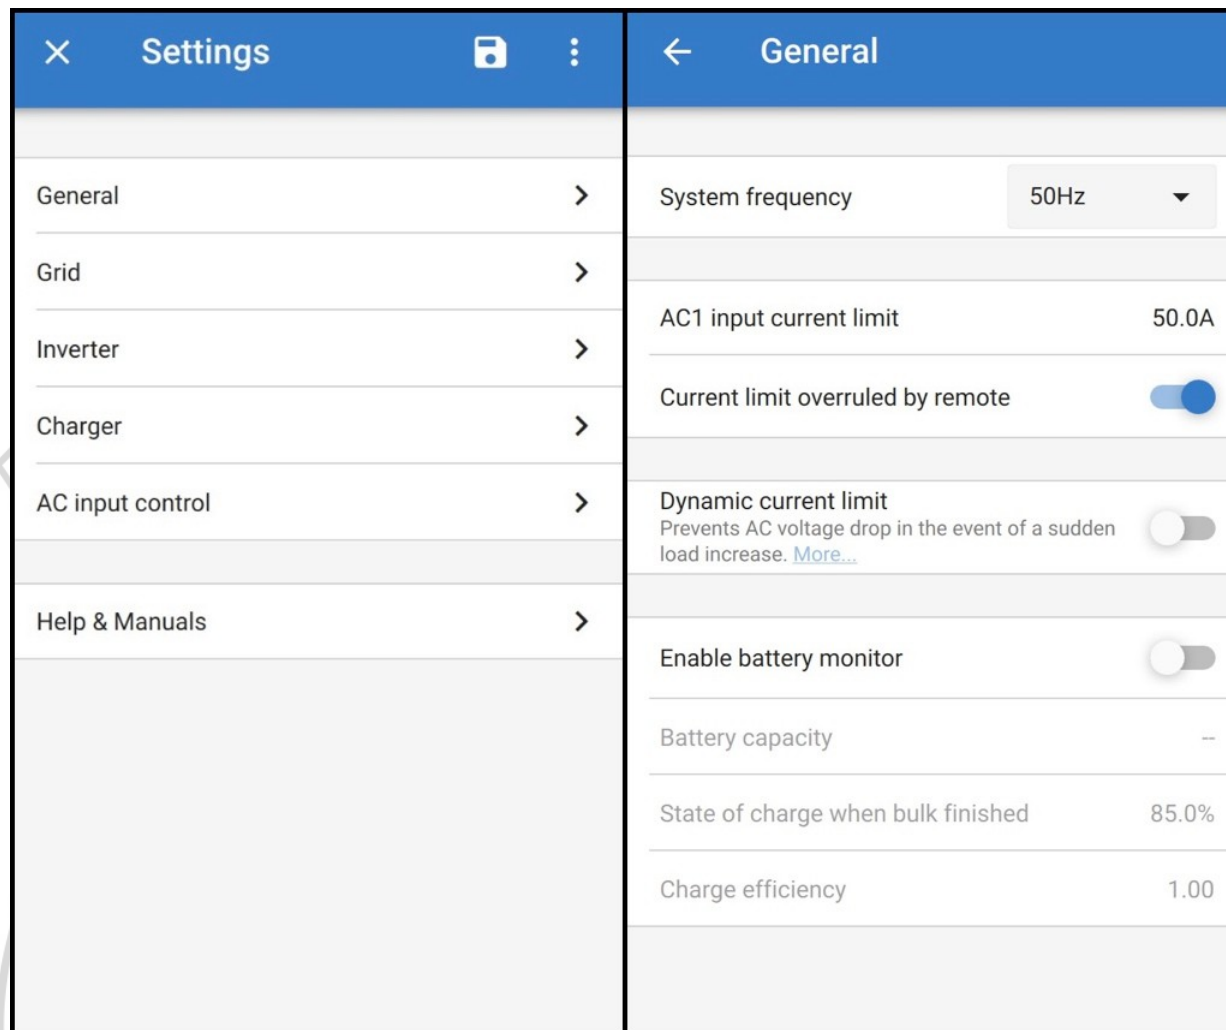 Settings
General
Grid
Inverter
Charger
AC input control
Help & Manuals
General
System frequency 50Hz
AC1 input current limit 50.0A
Current limit overruled by remote
Dynamic current limit
Prevents AC voltage drop in the event of a sudden
load increase. More...
Enable battery monitor
Battery capacity --
State of charge when bulk finished 85.0%
Charge efficiency 1.00